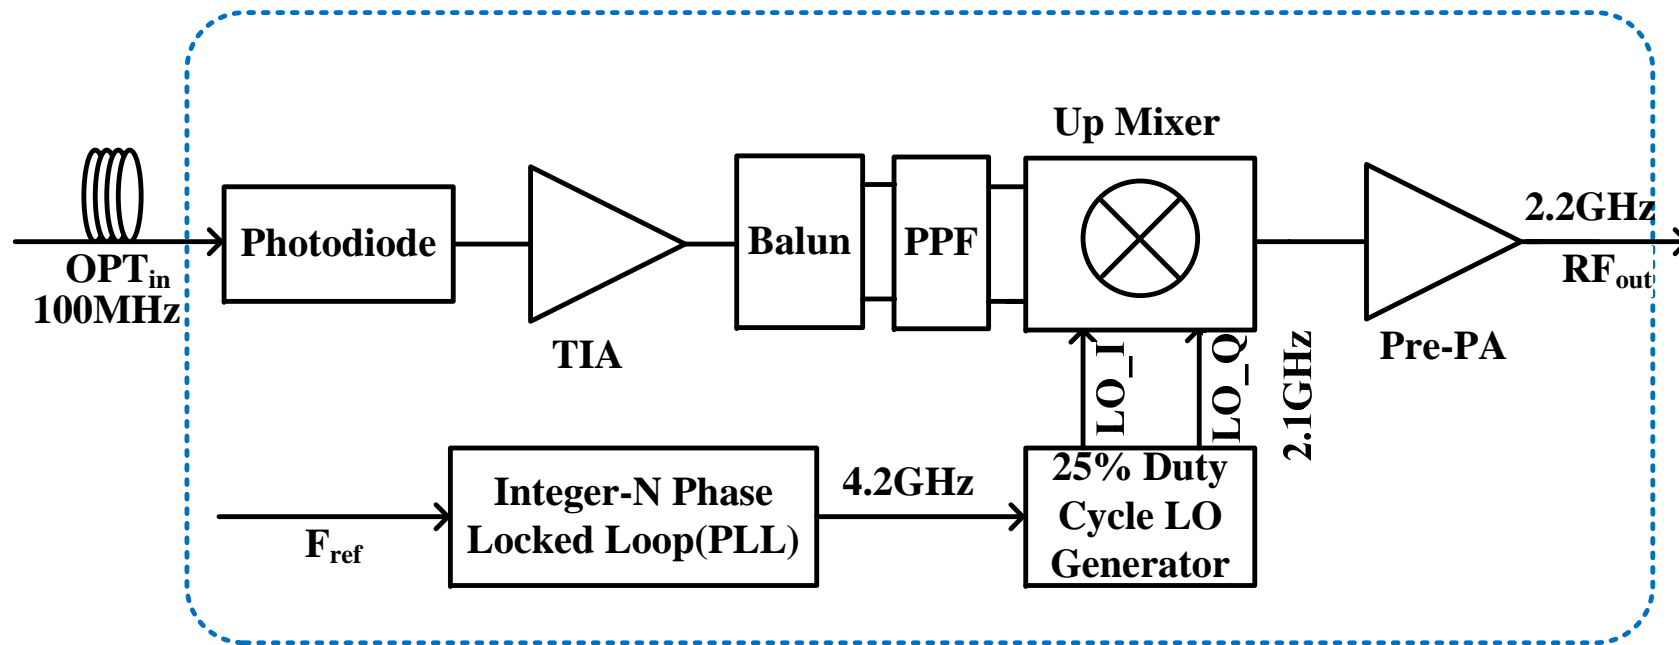 Up Mixer
OPTin
100MHz
Photodiode
TIA
Balun
PPF
2.2GHz
RFout
Pre-PA
LO_I
LO_Q
2.1GHz
Fref
Integer-N Phase
Locked Loop(PLL)
4.2GHz
25% Duty
Cycle LO
Generator